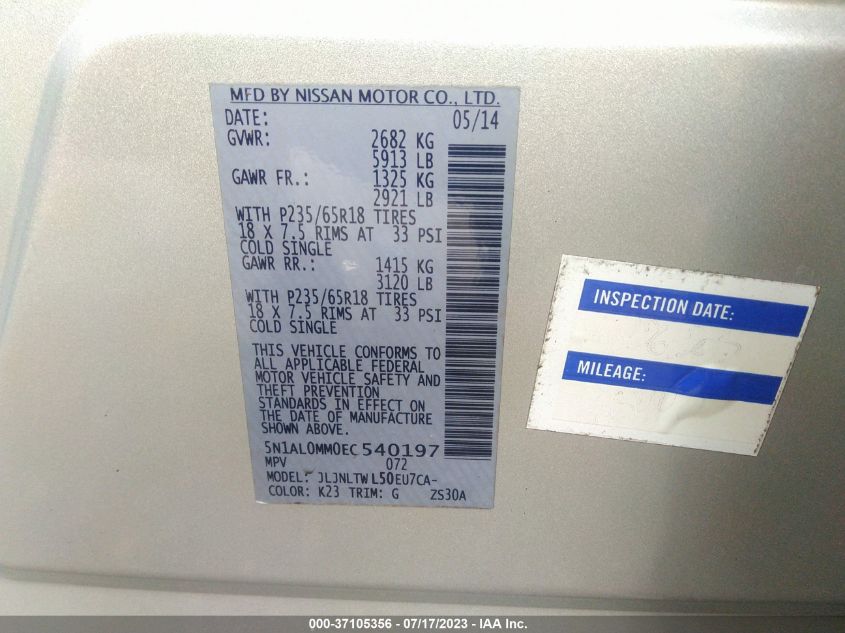 MFD BY NISSAN MOTOR CO., LTD.
DATE: 05/14
GVWR: 2682 KG
5913 LB
GAWR FR.: 1325 KG
2921 LB
WITH P235/65R18 TIRES
18 X 7.5 RIMS AT 33 PSI
COLD SINGLE
GAWR RR.: 1415 KG
3120 LB
WITH P235/65R18 TIRES
18 X 7.5 RIMS AT 33 PSI
COLD SINGLE
THIS VEHICLE CONFORMS TO
ALL APPLICABLE FEDERAL
MOTOR VEHICLE SAFETY AND
THEFT PREVENTION
STANDARDS IN EFFECT ON
THE DATE OF MANUFACTURE
SHOWN ABOVE.
5N1AL0MM0EC540197
MPV 072
MODEL: JLJNLTWL50EU7CA-
COLOR: K23 TRIM: G ZS30A
INSPECTION DATE:
MILEAGE:
000-37105356 - 07/17/2023 - IAA Inc.